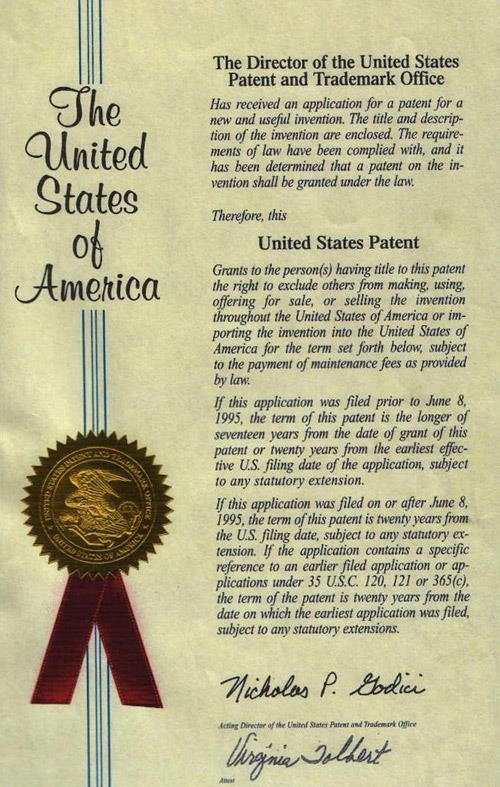 The
United
States
of
America
The Director of the United States
Patent and Trademark Office
Has received an application for a patent for a
new and useful invention. The title and descrip-
tion of the invention are enclosed. The require-
ments of law have been complied with, and it
has been determined that a patent on the in-
vention shall be granted under the law.
Therefore, this
United States Patent
Grants to the person(s) having title to this patent
the right to exclude others from making, using,
offering for sale, or selling the invention
throughout the United States of America or im-
porting the invention into the United States of
America for the term set forth below, subject
to the payment of maintenance fees as provided
by law.
If this application was filed prior to June 8,
1995, the term of this patent is the longer of
seventeen years from the date of grant of this
patent or twenty years from the earliest effec-
tive U.S. filing date of the application, subject
to any statutory extension.
If this application was filed on or after June 8,
1995, the term of this patent is twenty years from
the U.S. filing date, subject to any statutory ex-
tension. If the application contains a specific
reference to an earlier filed application or ap-
plications under 35 U.S.C. 120, 121 or 365(c),
the term of the patent is twenty years from the
date on which the earliest application was filed,
subject to any statutory extensions.
UNITED STATES PATENT AND TRADEMARK OFFICE
UNITED STATES OF AMERICA
Nicholas P. Godici
Acting Director of the United States Patent and Trademark Office
Virginia Tolbert
Attest